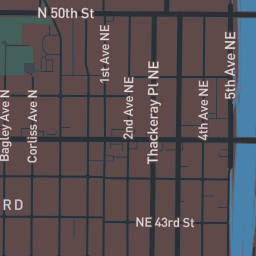 N 50th St
1st Ave NE
5th Ave NE
2nd Ave NE
Thackeray Pl NE
4th Ave NE
Bagley Ave N
Corliss Ave N
RD
NE 43rd St